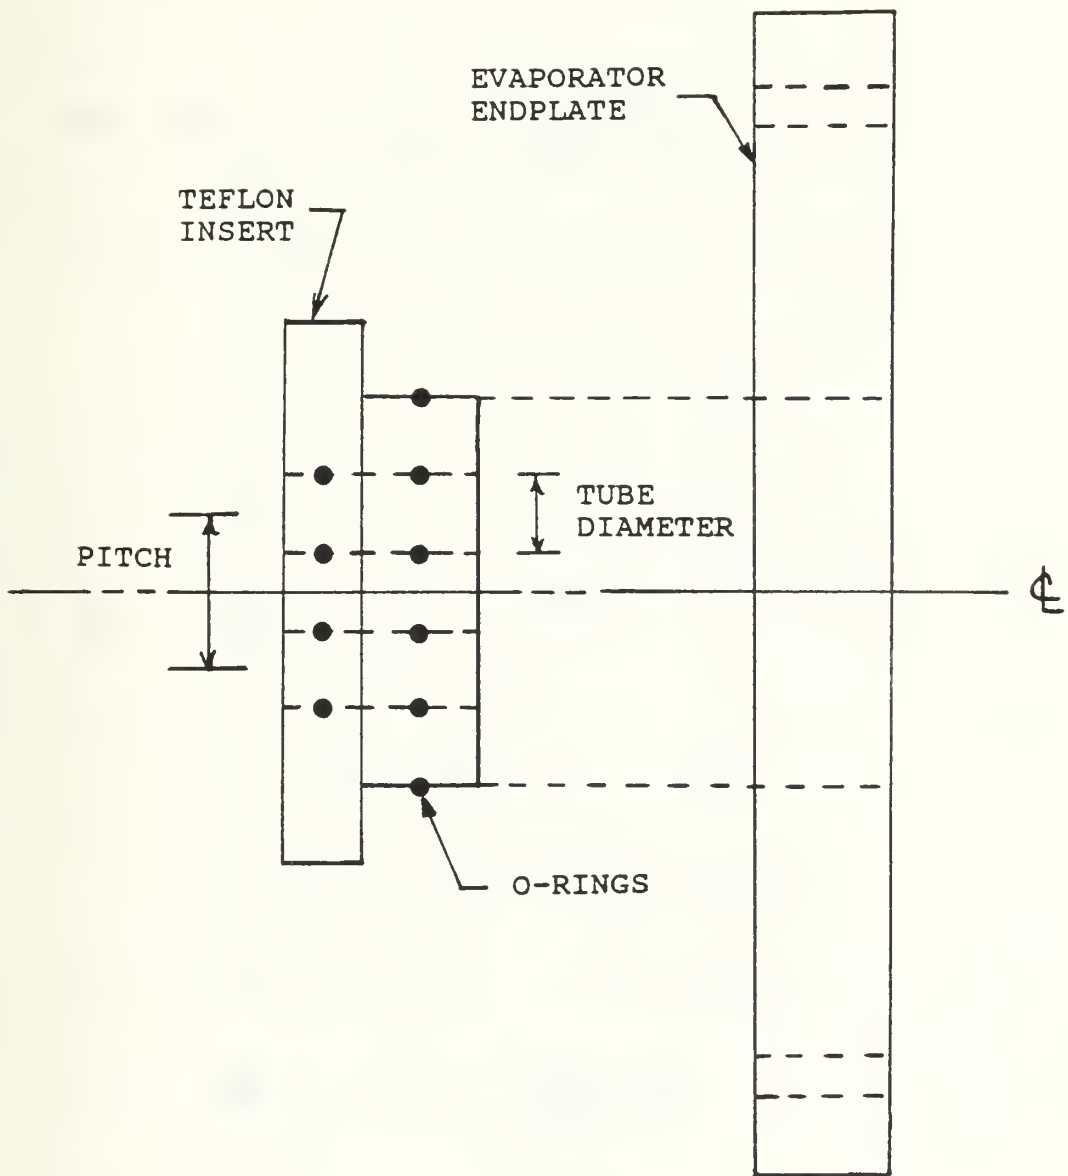 EVAPORATOR
ENDPLATE
TEFLON
INSERT
TUBE
DIAMETER
PITCH
℄
O-RINGS